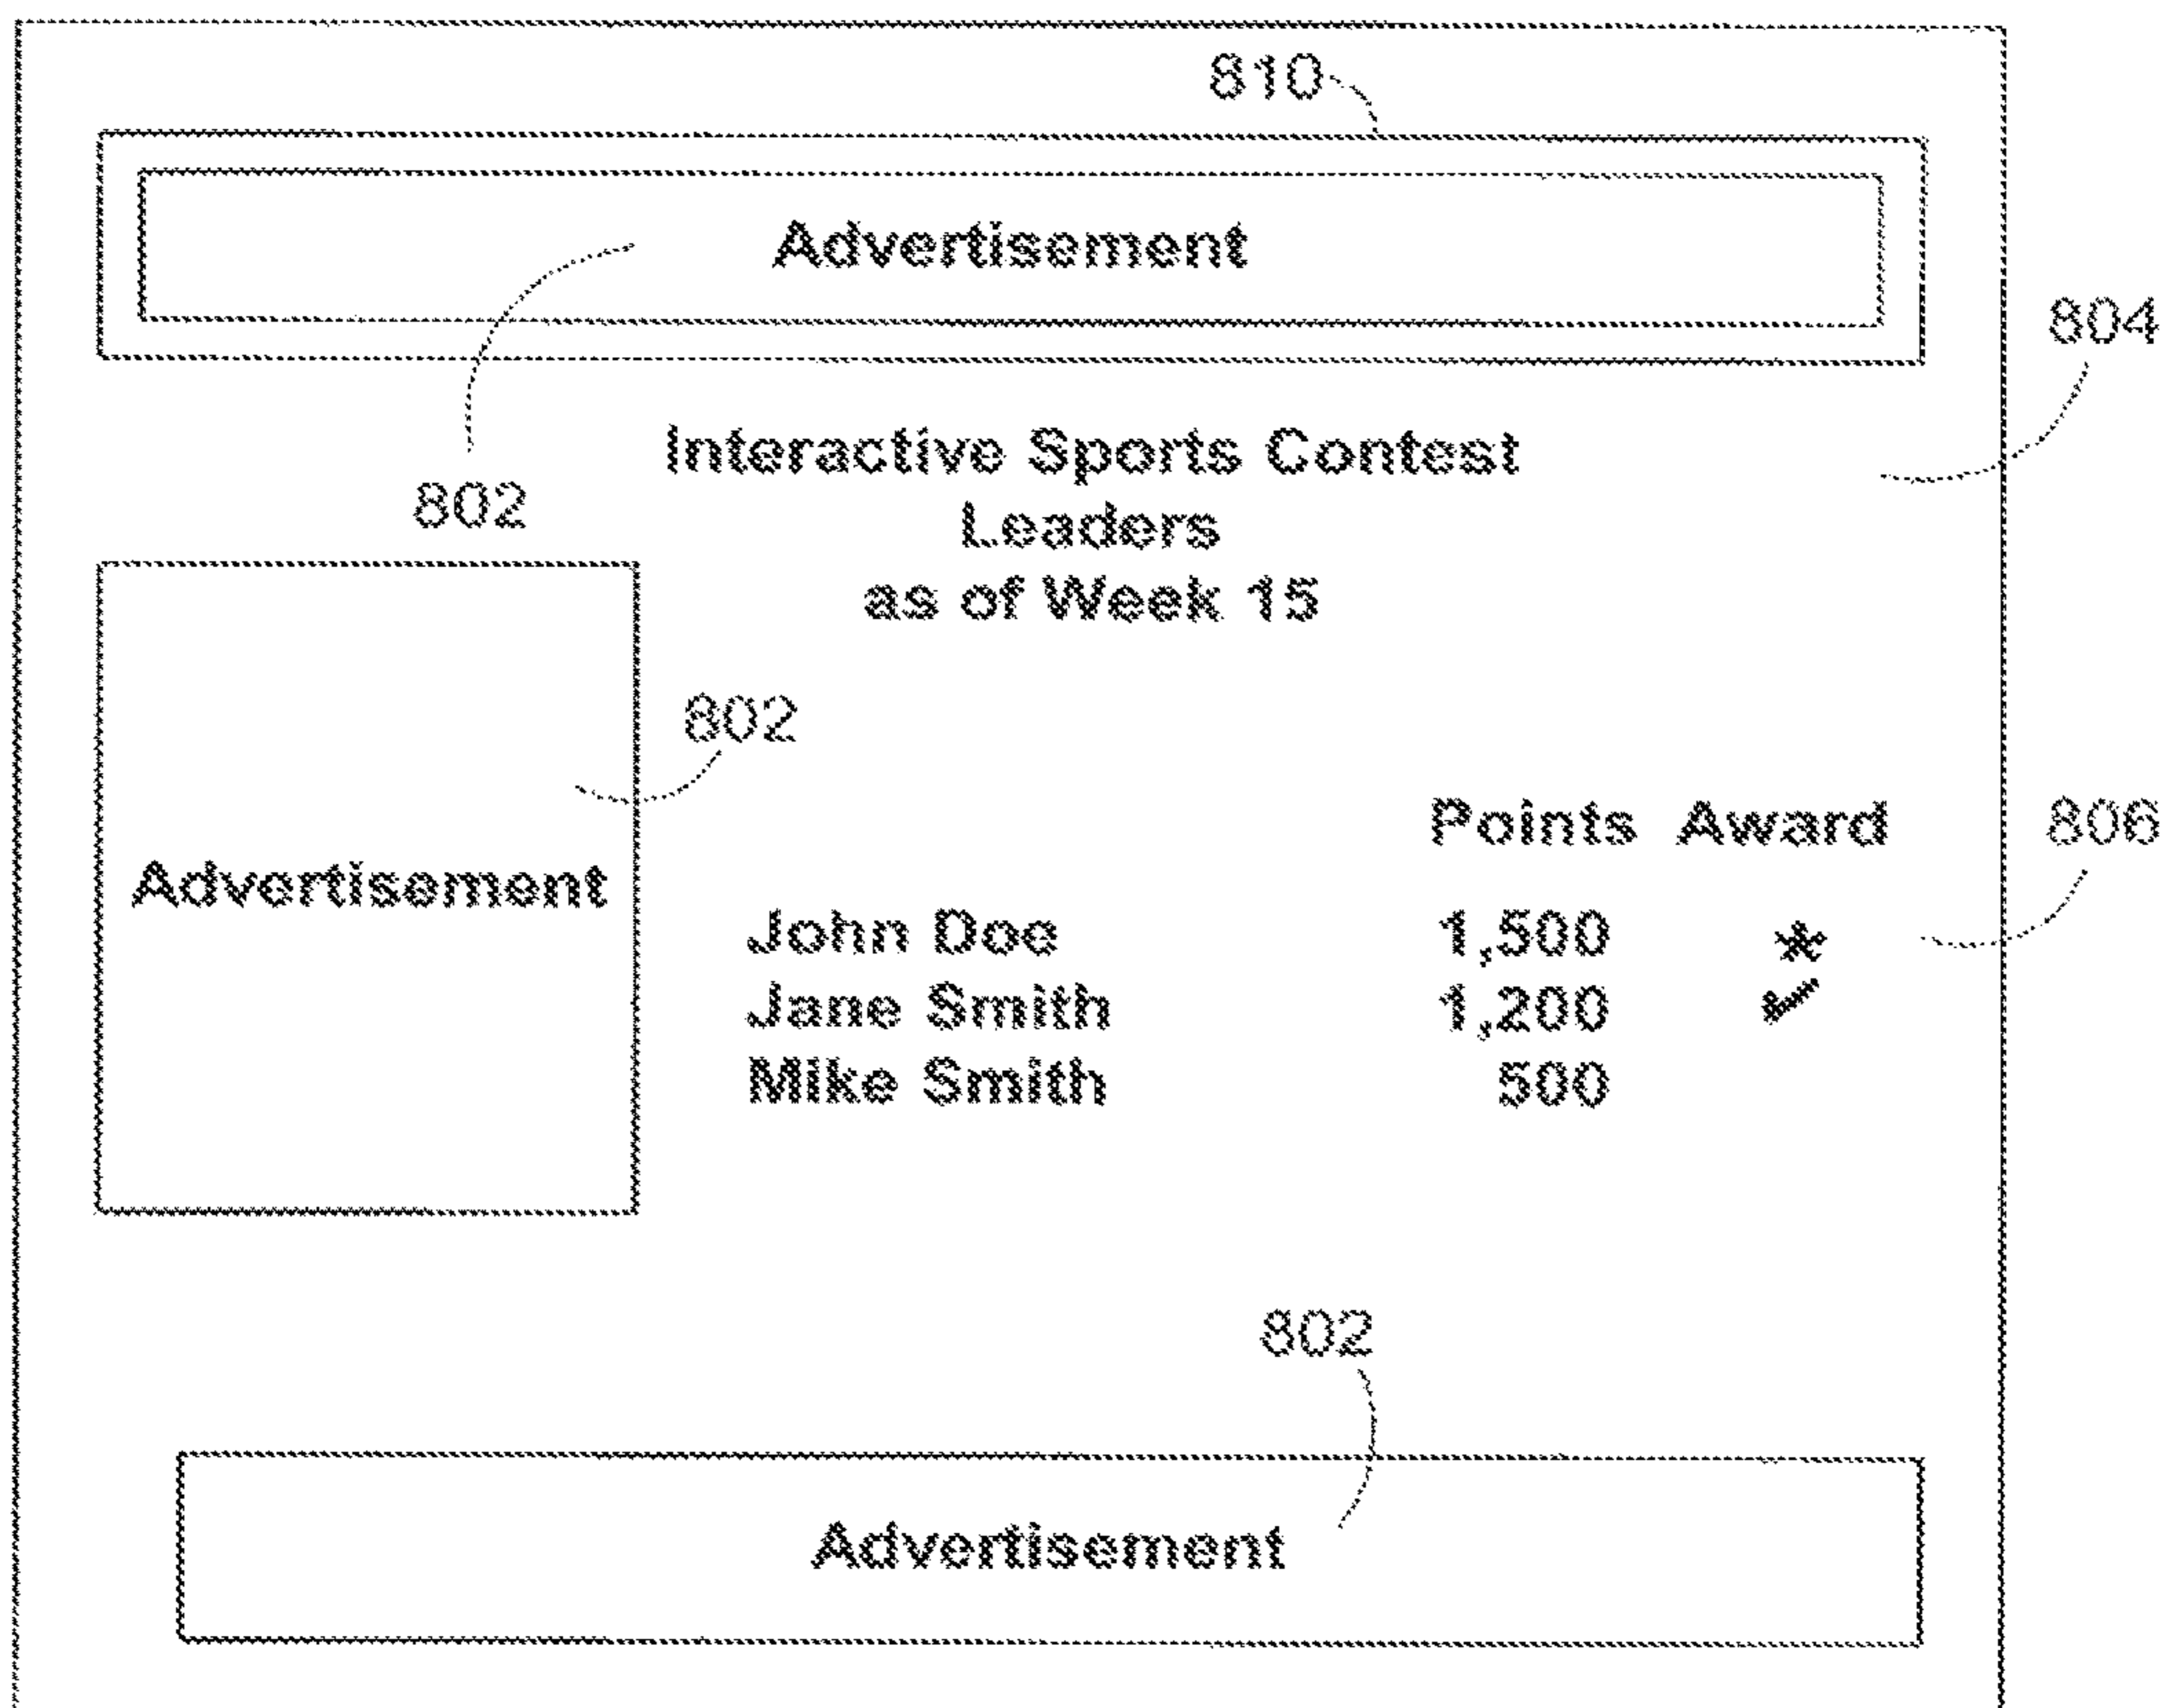 810
Advertisement
804
Interactive Sports Contest
Leaders
as of Week 15
802
802
Points Award
806
Advertisement
John Doe 1,500 *
Jane Smith 1,200 ✓
Mike Smith 500
802
Advertisement